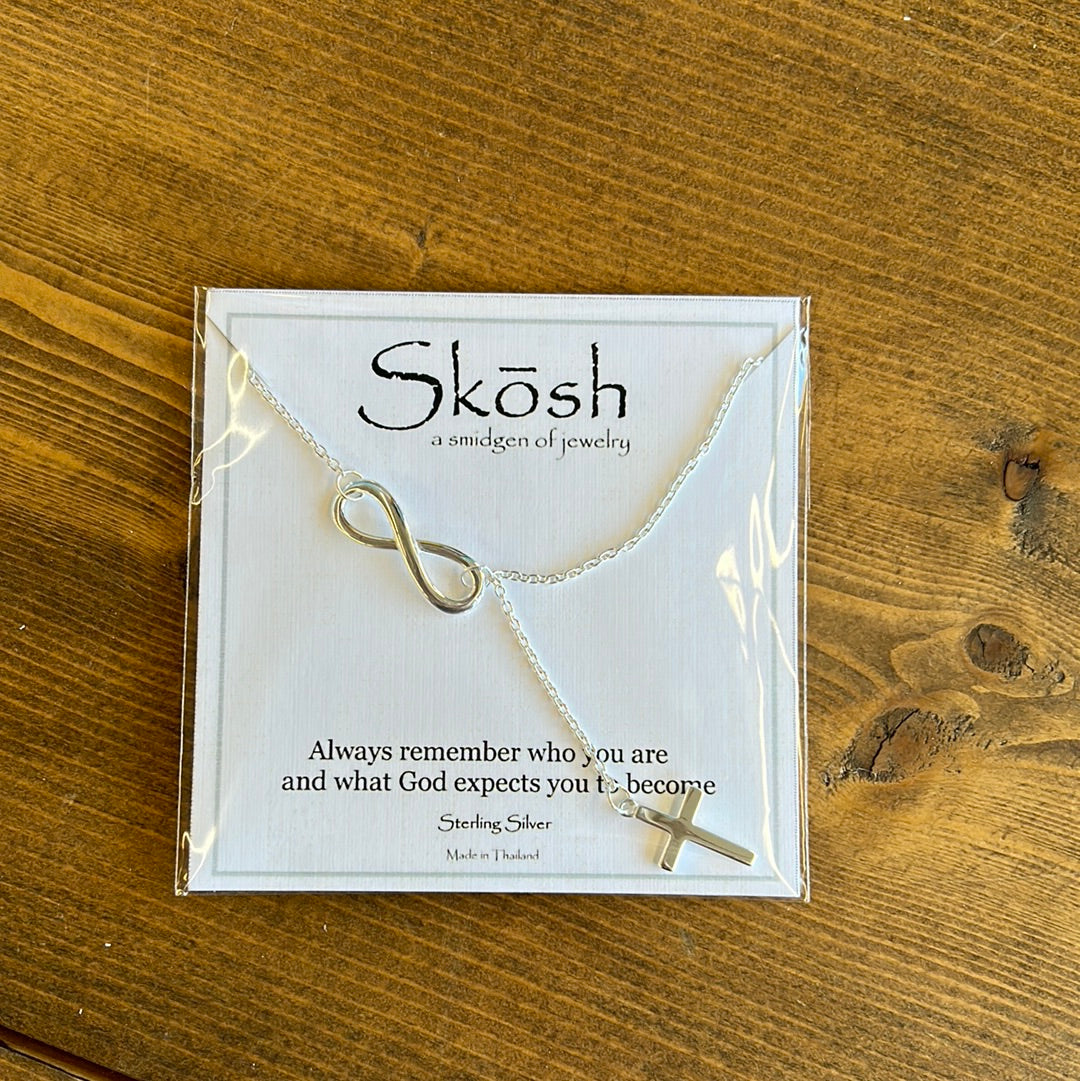 Skōsh
a smidgen of jewelry
Always remember who you are
and what God expects you to become
Sterling Silver
Made in Thailand